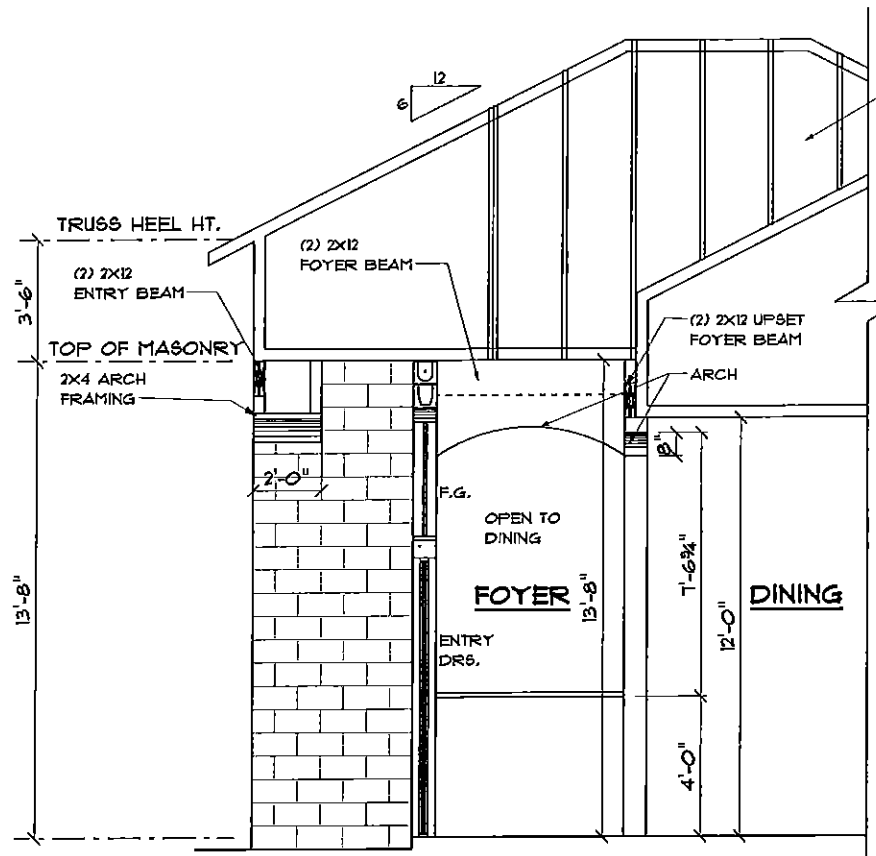 12
6
TRUSS HEEL HT.
(2) 2X12
FOYER BEAM
(2) 2X12
ENTRY BEAM
3'-6"
(2) 2X12 UPSET
FOYER BEAM
TOP OF MASONRY
2X4 ARCH
FRAMING
ARCH
8"
2'-0"
F.G.
OPEN TO
DINING
7'-6¾"
13'-8"
FOYER
13'-8"
DINING
12'-0"
ENTRY
DRS.
4'-0"